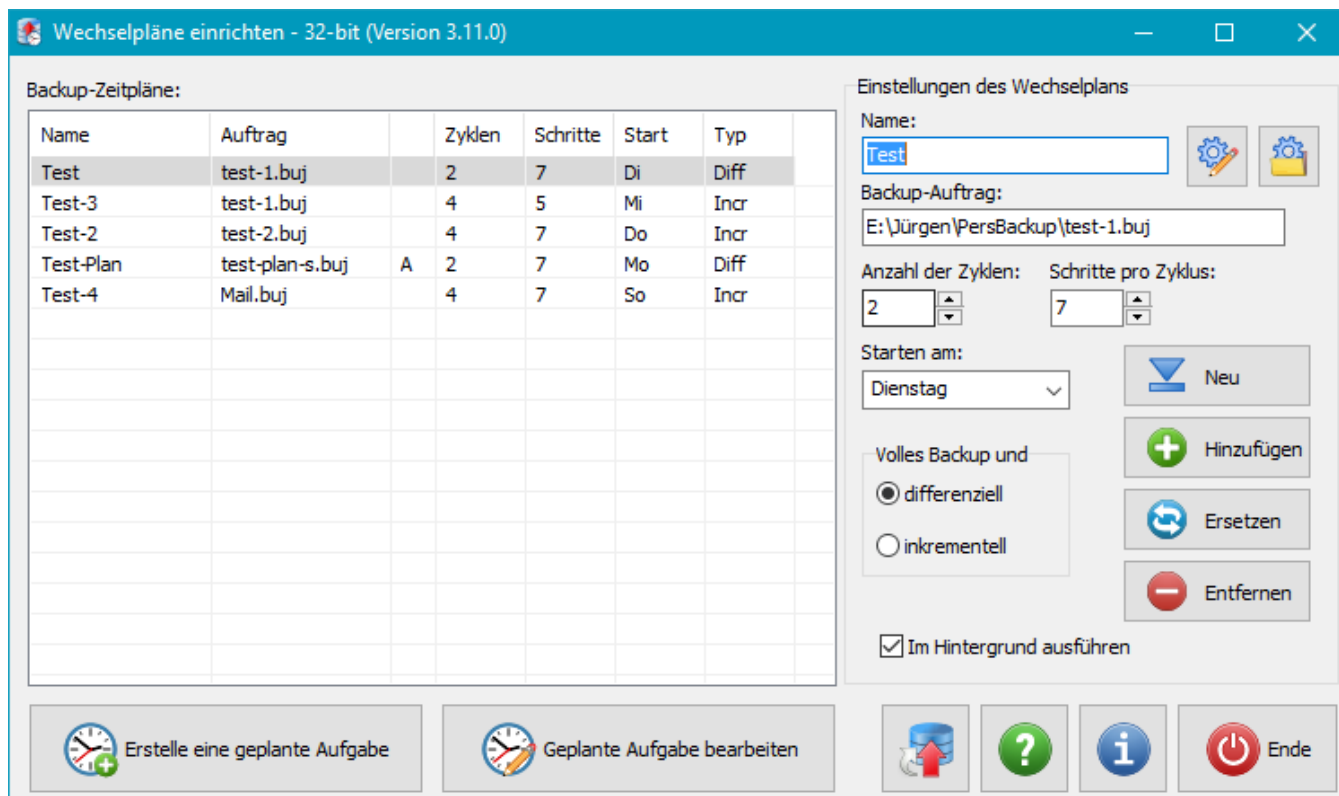 Wechselpläne einrichten - 32-bit (Version 3.11.0)
Backup-Zeitpläne:
Name Auftrag Zyklen Schritte Start Typ
Test test-1.buj 2 7 Di Diff
Test-3 test-1.buj 4 5 Mi Incr
Test-2 test-2.buj 4 7 Do Incr
Test-Plan test-plan-s.buj A 2 7 Mo Diff
Test-4 Mail.buj 4 7 So Incr
Einstellungen des Wechselplans
Name:
Test
Backup-Auftrag:
E:\Jürgen\PersBackup\test-1.buj
Anzahl der Zyklen: Schritte pro Zyklus:
2 7
Starten am:
Dienstag
Neu
Hinzufügen
Volles Backup und
differenziell
Ersetzen
inkrementell
Entfernen
Im Hintergrund ausführen
Erstelle eine geplante Aufgabe
Geplante Aufgabe bearbeiten
Ende